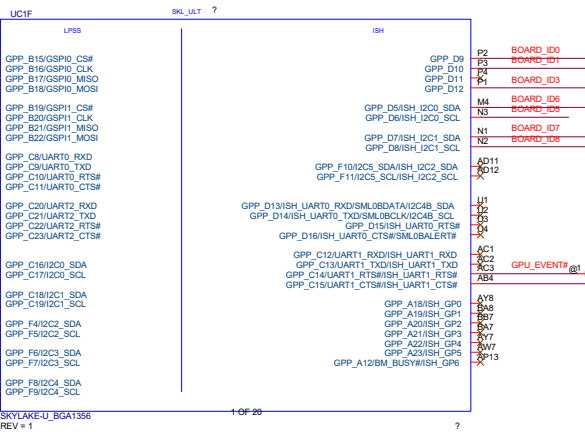 UC1F
SKL_ULT ?
LPSS
ISH
GPP_B15/GSPI0_CS#
GPP_B16/GSPI0_CLK
GPP_B17/GSPI0_MISO
GPP_B18/GSPI0_MOSI
GPP_B19/GSPI1_CS#
GPP_B20/GSPI1_CLK
GPP_B21/GSPI1_MISO
GPP_B22/GSPI1_MOSI
GPP_C8/UART0_RXD
GPP_C9/UART0_TXD
GPP_C10/UART0_RTS#
GPP_C11/UART0_CTS#
GPP_C20/UART2_RXD
GPP_C21/UART2_TXD
GPP_C22/UART2_RTS#
GPP_C23/UART2_CTS#
GPP_C16/I2C0_SDA
GPP_C17/I2C0_SCL
GPP_C18/I2C1_SDA
GPP_C19/I2C1_SCL
GPP_F4/I2C2_SDA
GPP_F5/I2C2_SCL
GPP_F6/I2C3_SDA
GPP_F7/I2C3_SCL
GPP_F8/I2C4_SDA
GPP_F9/I2C4_SCL
GPP_D9 P2 BOARD_ID0
GPP_D10 P3 BOARD_ID1
GPP_D11 P4
GPP_D12 P1 BOARD_ID3
GPP_D5/ISH_I2C0_SDA M4 BOARD_ID6
GPP_D6/ISH_I2C0_SCL N3 BOARD_ID5
GPP_D7/ISH_I2C1_SDA N1 BOARD_ID7
GPP_D8/ISH_I2C1_SCL N2 BOARD_ID8
GPP_F10/I2C5_SDA/ISH_I2C2_SDA AD11
GPP_F11/I2C5_SCL/ISH_I2C2_SCL AD12
GPP_D13/ISH_UART0_RXD/SML0BDATA/I2C4B_SDA U1
GPP_D14/ISH_UART0_TXD/SML0BCLK/I2C4B_SCL U2
GPP_D15/ISH_UART0_RTS# U3
GPP_D16/ISH_UART0_CTS#/SML0BALERT# U4
GPP_C12/UART1_RXD/ISH_UART1_RXD AC1
GPP_C13/UART1_TXD/ISH_UART1_TXD AC2
GPP_C14/UART1_RTS#/ISH_UART1_RTS# AC3 GPU_EVENT# @1
GPP_C15/UART1_CTS#/ISH_UART1_CTS# AB4
GPP_A18/ISH_GP0 AY8
GPP_A19/ISH_GP1 BA8
GPP_A20/ISH_GP2 BB7
GPP_A21/ISH_GP3 BA7
GPP_A22/ISH_GP4 AY7
GPP_A23/ISH_GP5 AW7
GPP_A12/BM_BUSY#/ISH_GP6 AP13
SKYLAKE-U_BGA1356
1 OF 20
REV = 1
?